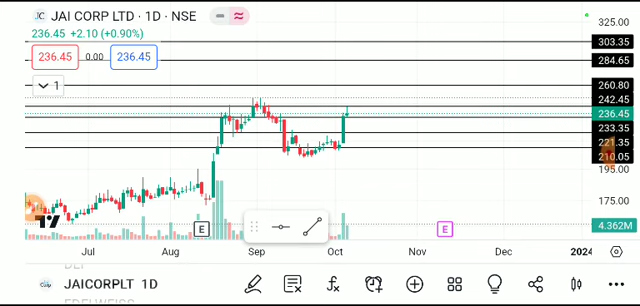 JC JAI CORP LTD · 1D · NSE
236.45 +2.10 (+0.90%)
236.45 0.00 236.45
1
325.00
303.35
284.65
260.80
242.45
236.45
233.35
221.35
210.05
195.00
175.00
4.362M
E E
Jul Aug Sep Oct Nov Dec 2024
JAICORPLT 1D
EDELWEISS